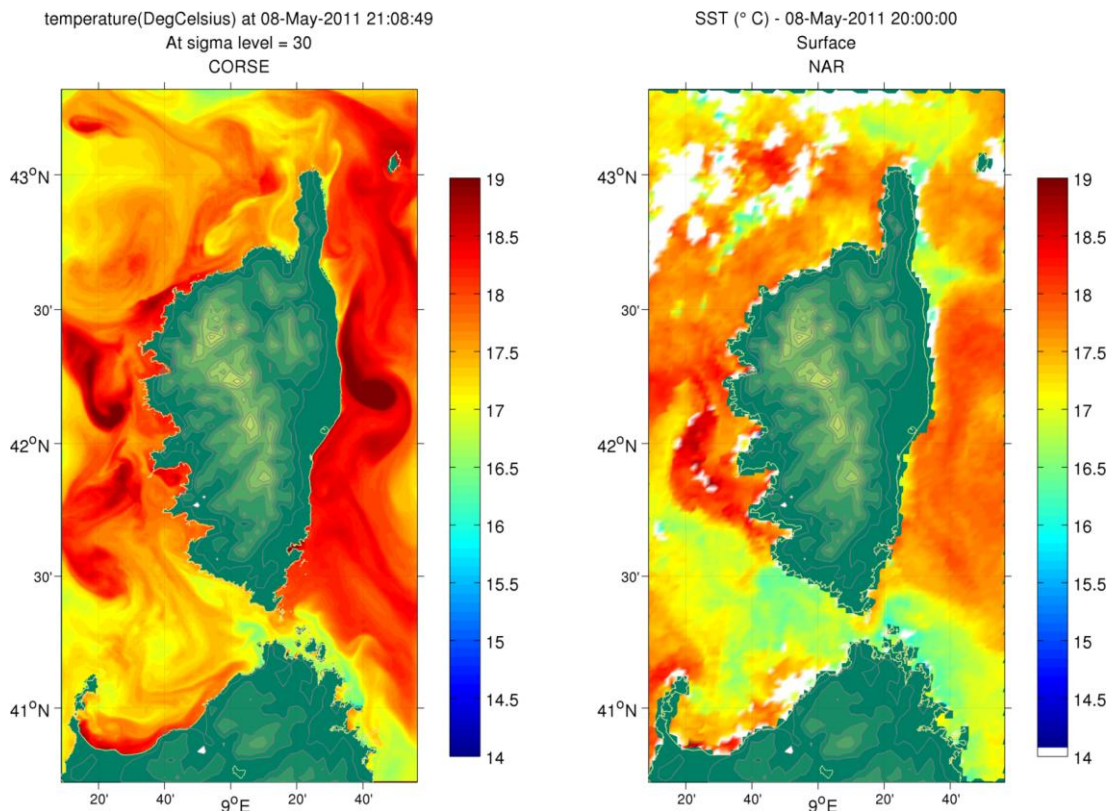 temperature(DegCelsius) at 08-May-2011 21:08:49
At sigma level = 30
CORSE
43°N
30'
42°N
30'
41°N
20'
40'
9°E
20'
40'
19
18.5
18
17.5
17
16.5
16
15.5
15
14.5
14
SST (° C) - 08-May-2011 20:00:00
Surface
NAR
43°N
30'
42°N
30'
41°N
20'
40'
9°E
20'
40'
19
18.5
18
17.5
17
16.5
16
15.5
15
14.5
14